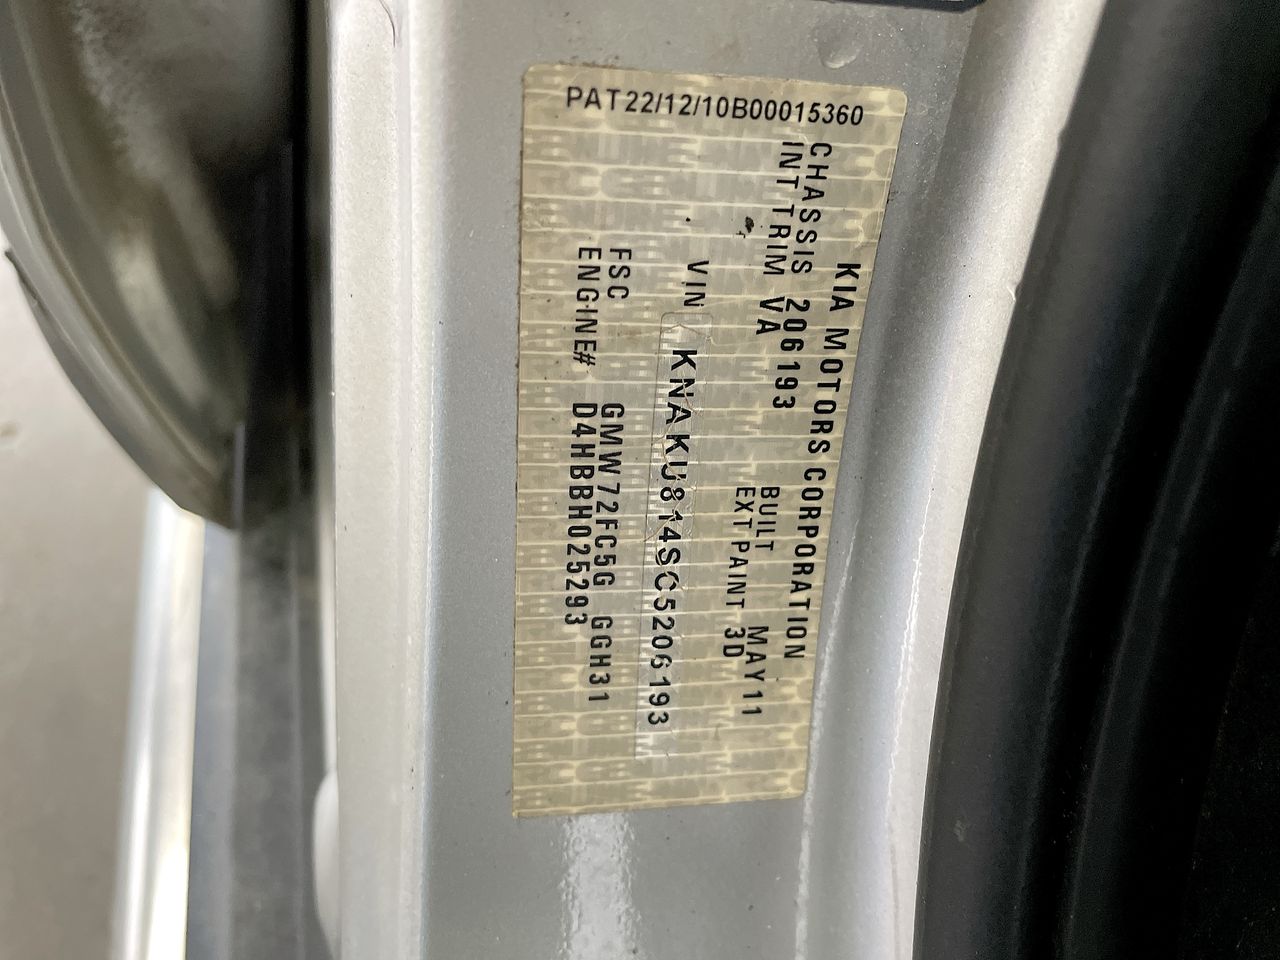 PAT22/12/10B00015360
KIA MOTORS CORPORATION
CHASSIS 206193 BUILT MAY11
INT TRIM VA EXT PAINT 3D
VIN KNAKU814SC5206193
FSC GMW72FC5G GGH31
ENGINE# D4HBBH025293